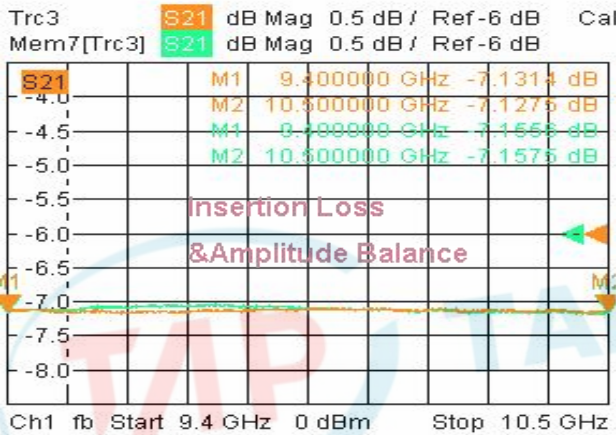 Trc3 S21 dB Mag 0.5 dB / Ref -6 dB Cal
Mem7[Trc3] S21 dB Mag 0.5 dB / Ref -6 dB
S21
M1 9.400000 GHz -7.1314 dB
-4.0
M2 10.500000 GHz -7.1275 dB
M1 9.400000 GHz -7.1556 dB
-4.5
M2 10.500000 GHz -7.1575 dB
-5.0
-5.5
Insertion Loss
-6.0
&Amplitude Balance
-6.5
M1
M2
-7.0
-7.5
-8.0
TAP
TA
Ch1 fb Start 9.4 GHz 0 dBm Stop 10.5 GHz